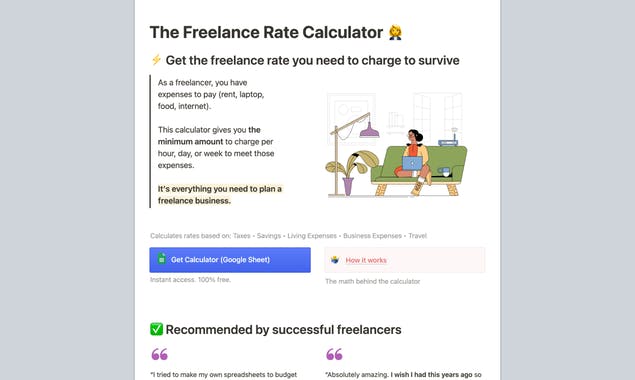 The Freelance Rate Calculator
⚡ Get the freelance rate you need to charge to survive
As a freelancer, you have
expenses to pay (rent, laptop,
food, internet).
This calculator gives you the
minimum amount to charge per
hour, day, or week to meet those
expenses.
It's everything you need to plan a
freelance business.
Calculates rates based on: Taxes • Savings • Living Expenses • Business Expenses • Travel
Get Calculator (Google Sheet)
Instant access. 100% free.
How it works
The math behind the calculator
✅ Recommended by successful freelancers
“I tried to make my own spreadsheets to budget
“Absolutely amazing. I wish I had this years ago so